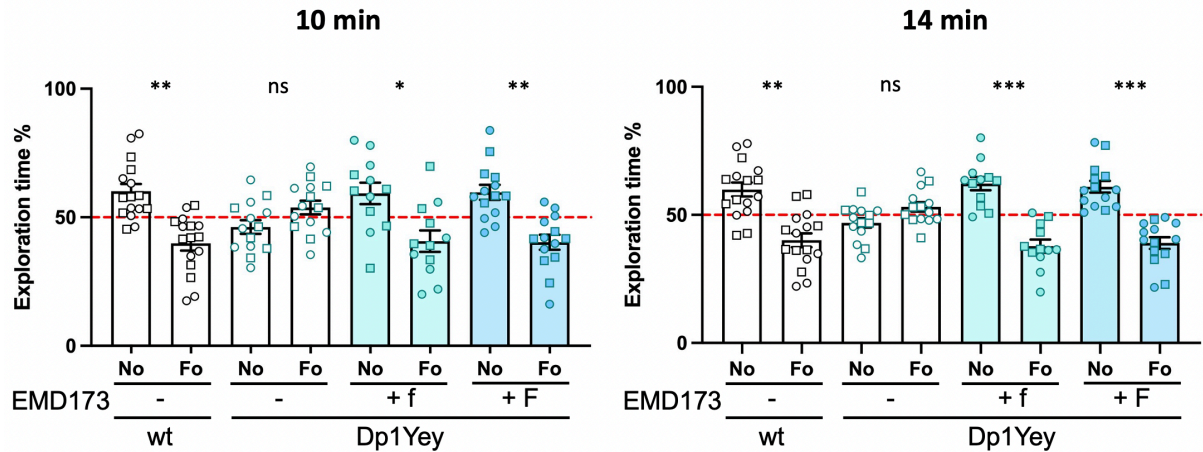 10 min
Exploration time %
100
50
0
** ns * **
No Fo No Fo No Fo No Fo
EMD173 - - + f + F
wt Dp1Yey
14 min
Exploration time %
100
50
0
** ns *** ***
No Fo No Fo No Fo No Fo
EMD173 - - + f + F
wt Dp1Yey